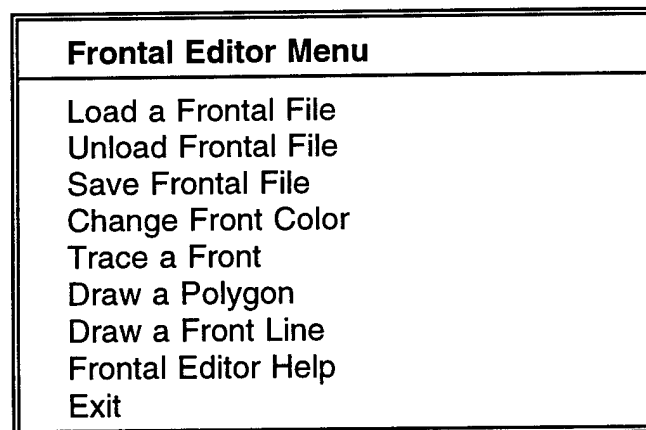 Frontal Editor Menu
Load a Frontal File
Unload Frontal File
Save Frontal File
Change Front Color
Trace a Front
Draw a Polygon
Draw a Front Line
Frontal Editor Help
Exit